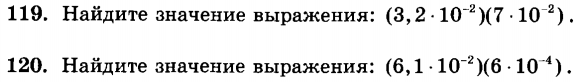 119. Найдите значение выражения: (3,2 · 10⁻²)(7 · 10⁻²).
120. Найдите значение выражения: (6,1 · 10⁻²)(6 · 10⁻⁴).